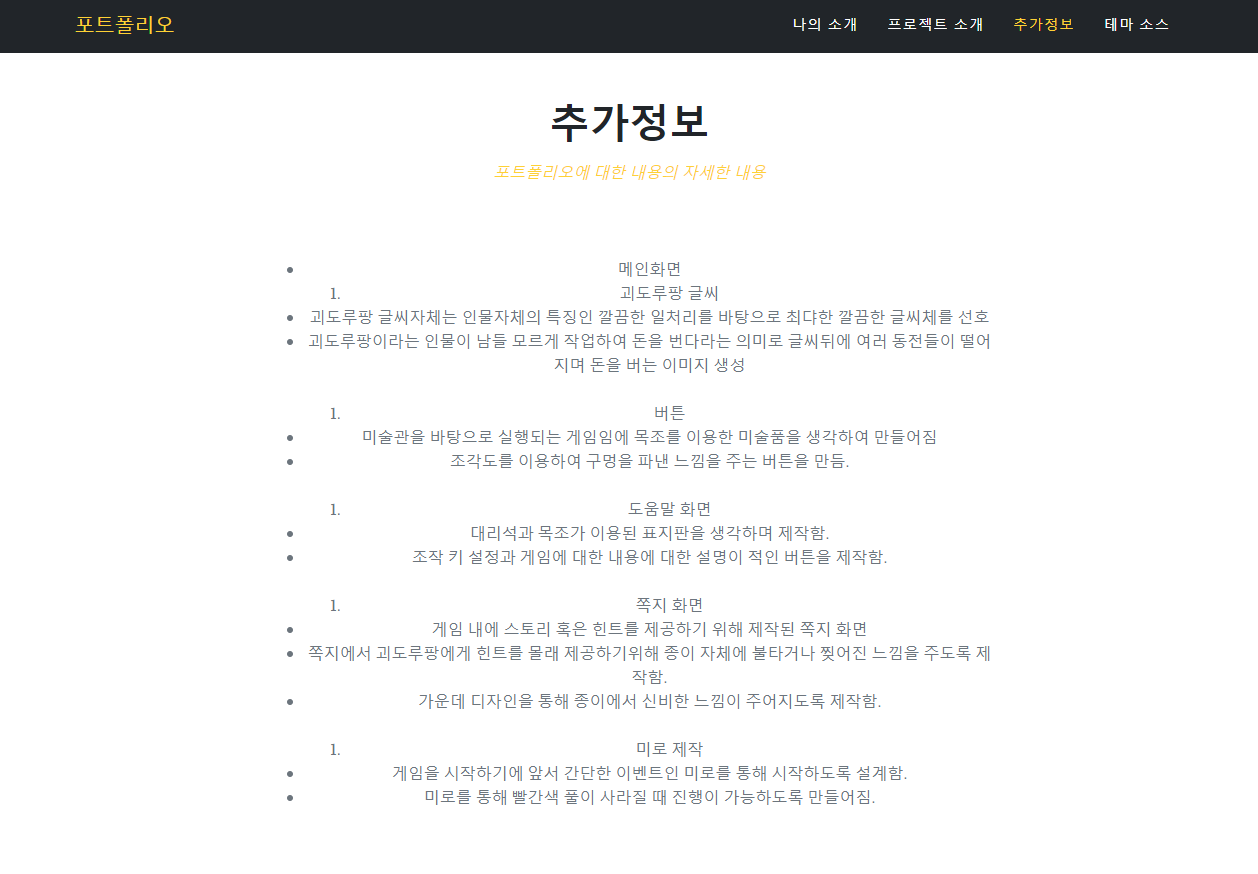 포트폴리오
나의 소개 프로젝트 소개 추가정보 테마 소스
추가정보
포트폴리오에 대한 내용의 자세한 내용
• 메인화면
1. 괴도루팡 글씨
• 괴도루팡 글씨자체는 인물자체의 특징인 깔끔한 일처리를 바탕으로 최댜한 깔끔한 글씨체를 선호
• 괴도루팡이라는 인물이 남들 모르게 작업하여 돈을 번다라는 의미로 글씨뒤에 여러 동전들이 떨어
지며 돈을 버는 이미지 생성
1. 버튼
• 미술관을 바탕으로 실행되는 게임임에 목조를 이용한 미술품을 생각하여 만들어짐
• 조각도를 이용하여 구멍을 파낸 느낌을 주는 버튼을 만듬.
1. 도움말 화면
• 대리석과 목조가 이용된 표지판을 생각하며 제작함.
• 조작 키 설정과 게임에 대한 내용에 대한 설명이 적인 버튼을 제작함.
1. 쪽지 화면
• 게임 내에 스토리 혹은 힌트를 제공하기 위해 제작된 쪽지 화면
• 쪽지에서 괴도루팡에게 힌트를 몰래 제공하기위해 종이 자체에 불타거나 찢어진 느낌을 주도록 제
작함.
• 가운데 디자인을 통해 종이에서 신비한 느낌이 주어지도록 제작함.
1. 미로 제작
• 게임을 시작하기에 앞서 간단한 이벤트인 미로를 통해 시작하도록 설계함.
• 미로를 통해 빨간색 풀이 사라질 때 진행이 가능하도록 만들어짐.